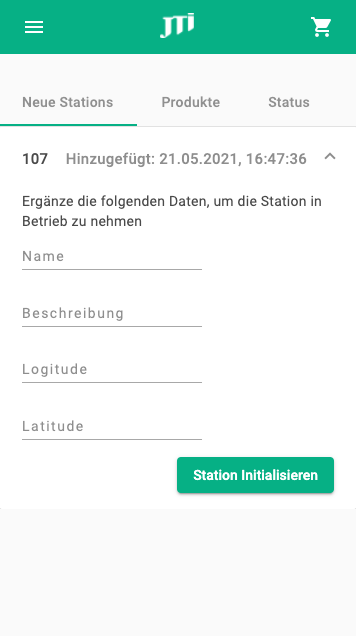 JTI
Neue Stations Produkte Status
107 Hinzugefügt: 21.05.2021, 16:47:36
Ergänze die folgenden Daten, um die Station in
Betrieb zu nehmen
Name
Beschreibung
Logitude
Latitude
Station Initialisieren